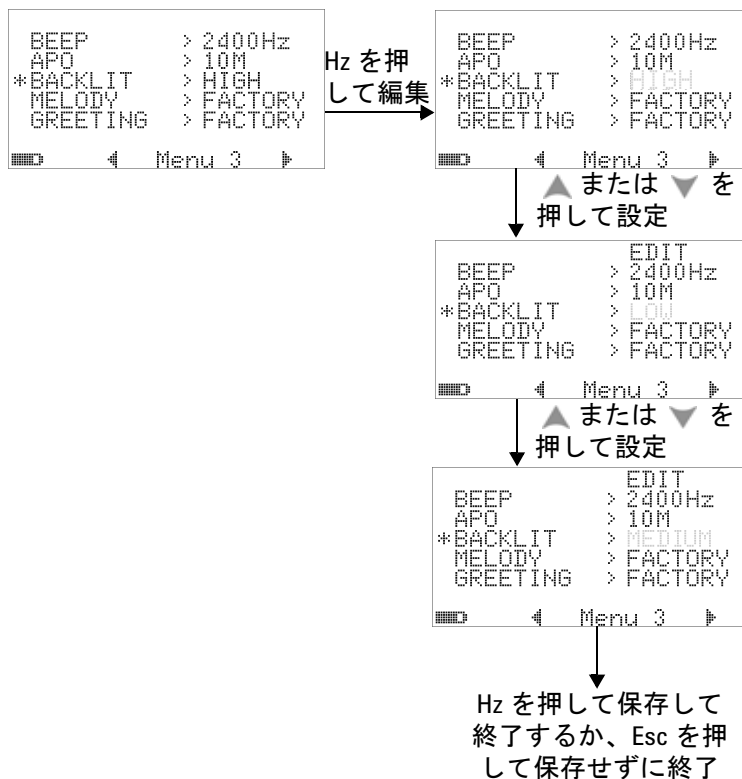 BEEP > 2400Hz
APO > 10M
*BACKLIT > HIGH
MELODY > FACTORY
GREETING > FACTORY
Menu 3
Hz を押
して編集
BEEP > 2400Hz
APO > 10M
*BACKLIT > HIGH
MELODY > FACTORY
GREETING > FACTORY
Menu 3
▲ または ▼ を
押して設定
EDIT
BEEP > 2400Hz
APO > 10M
*BACKLIT > LOW
MELODY > FACTORY
GREETING > FACTORY
Menu 3
▲ または ▼ を
押して設定
EDIT
BEEP > 2400Hz
APO > 10M
*BACKLIT > MEDIUM
MELODY > FACTORY
GREETING > FACTORY
Menu 3
Hz を押して保存して
終了するか、Esc を押
して保存せずに終了